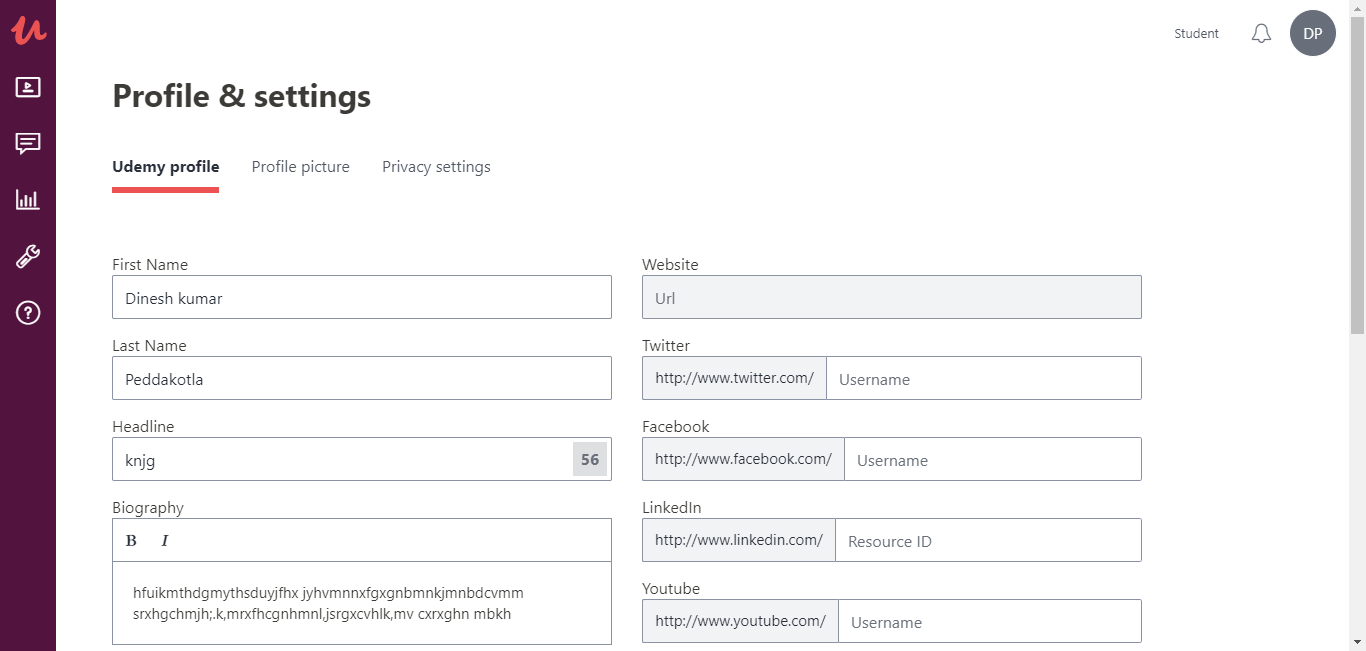 Student
DP
Profile & settings
Udemy profile
Profile picture
Privacy settings
First Name
Dinesh kumar
Last Name
Peddakotla
Headline
knjg
56
Biography
B I
hfuikmthdgmythsduyjfhx jyhvmnnxfgxgnbmnkjmnbdcvmm
srxhgchmjh;.k,mrxfhcgnhmnl,jsrgxcvhlk,mv cxrxghn mbkh
Website
Url
Twitter
http://www.twitter.com/ Username
Facebook
http://www.facebook.com/ Username
LinkedIn
http://www.linkedin.com/ Resource ID
Youtube
http://www.youtube.com/ Username